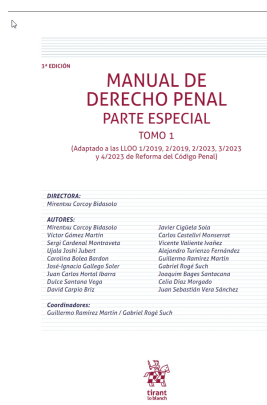 3ª EDICIÓN
MANUAL DE
DERECHO PENAL
PARTE ESPECIAL
TOMO 1
(Adaptado a las LLOO 1/2019, 2/2019, 2/2023, 3/2023
y 4/2023 de Reforma del Código Penal)
DIRECTORA:
Mirentxu Corcoy Bidasolo
AUTORES:
Mirentxu Corcoy Bidasolo
Víctor Gómez Martín
Sergi Cardenal Montraveta
Ujala Joshi Jubert
Carolina Bolea Bardon
José-Ignacio Gallego Soler
Juan Carlos Hortal Ibarra
Dulce Santana Vega
David Carpio Briz
Javier Cigüela Sola
Carlos Castellví Monserrat
Vicente Valiente Ivañez
Alejandro Turienzo Fernández
Guillermo Ramírez Martín
Gabriel Rogé Such
Joaquim Bages Santacana
Celia Díaz Morgado
Juan Sebastián Vera Sánchez
Coordinadores:
Guillermo Ramírez Martín / Gabriel Rogé Such
tirant
lo blanch